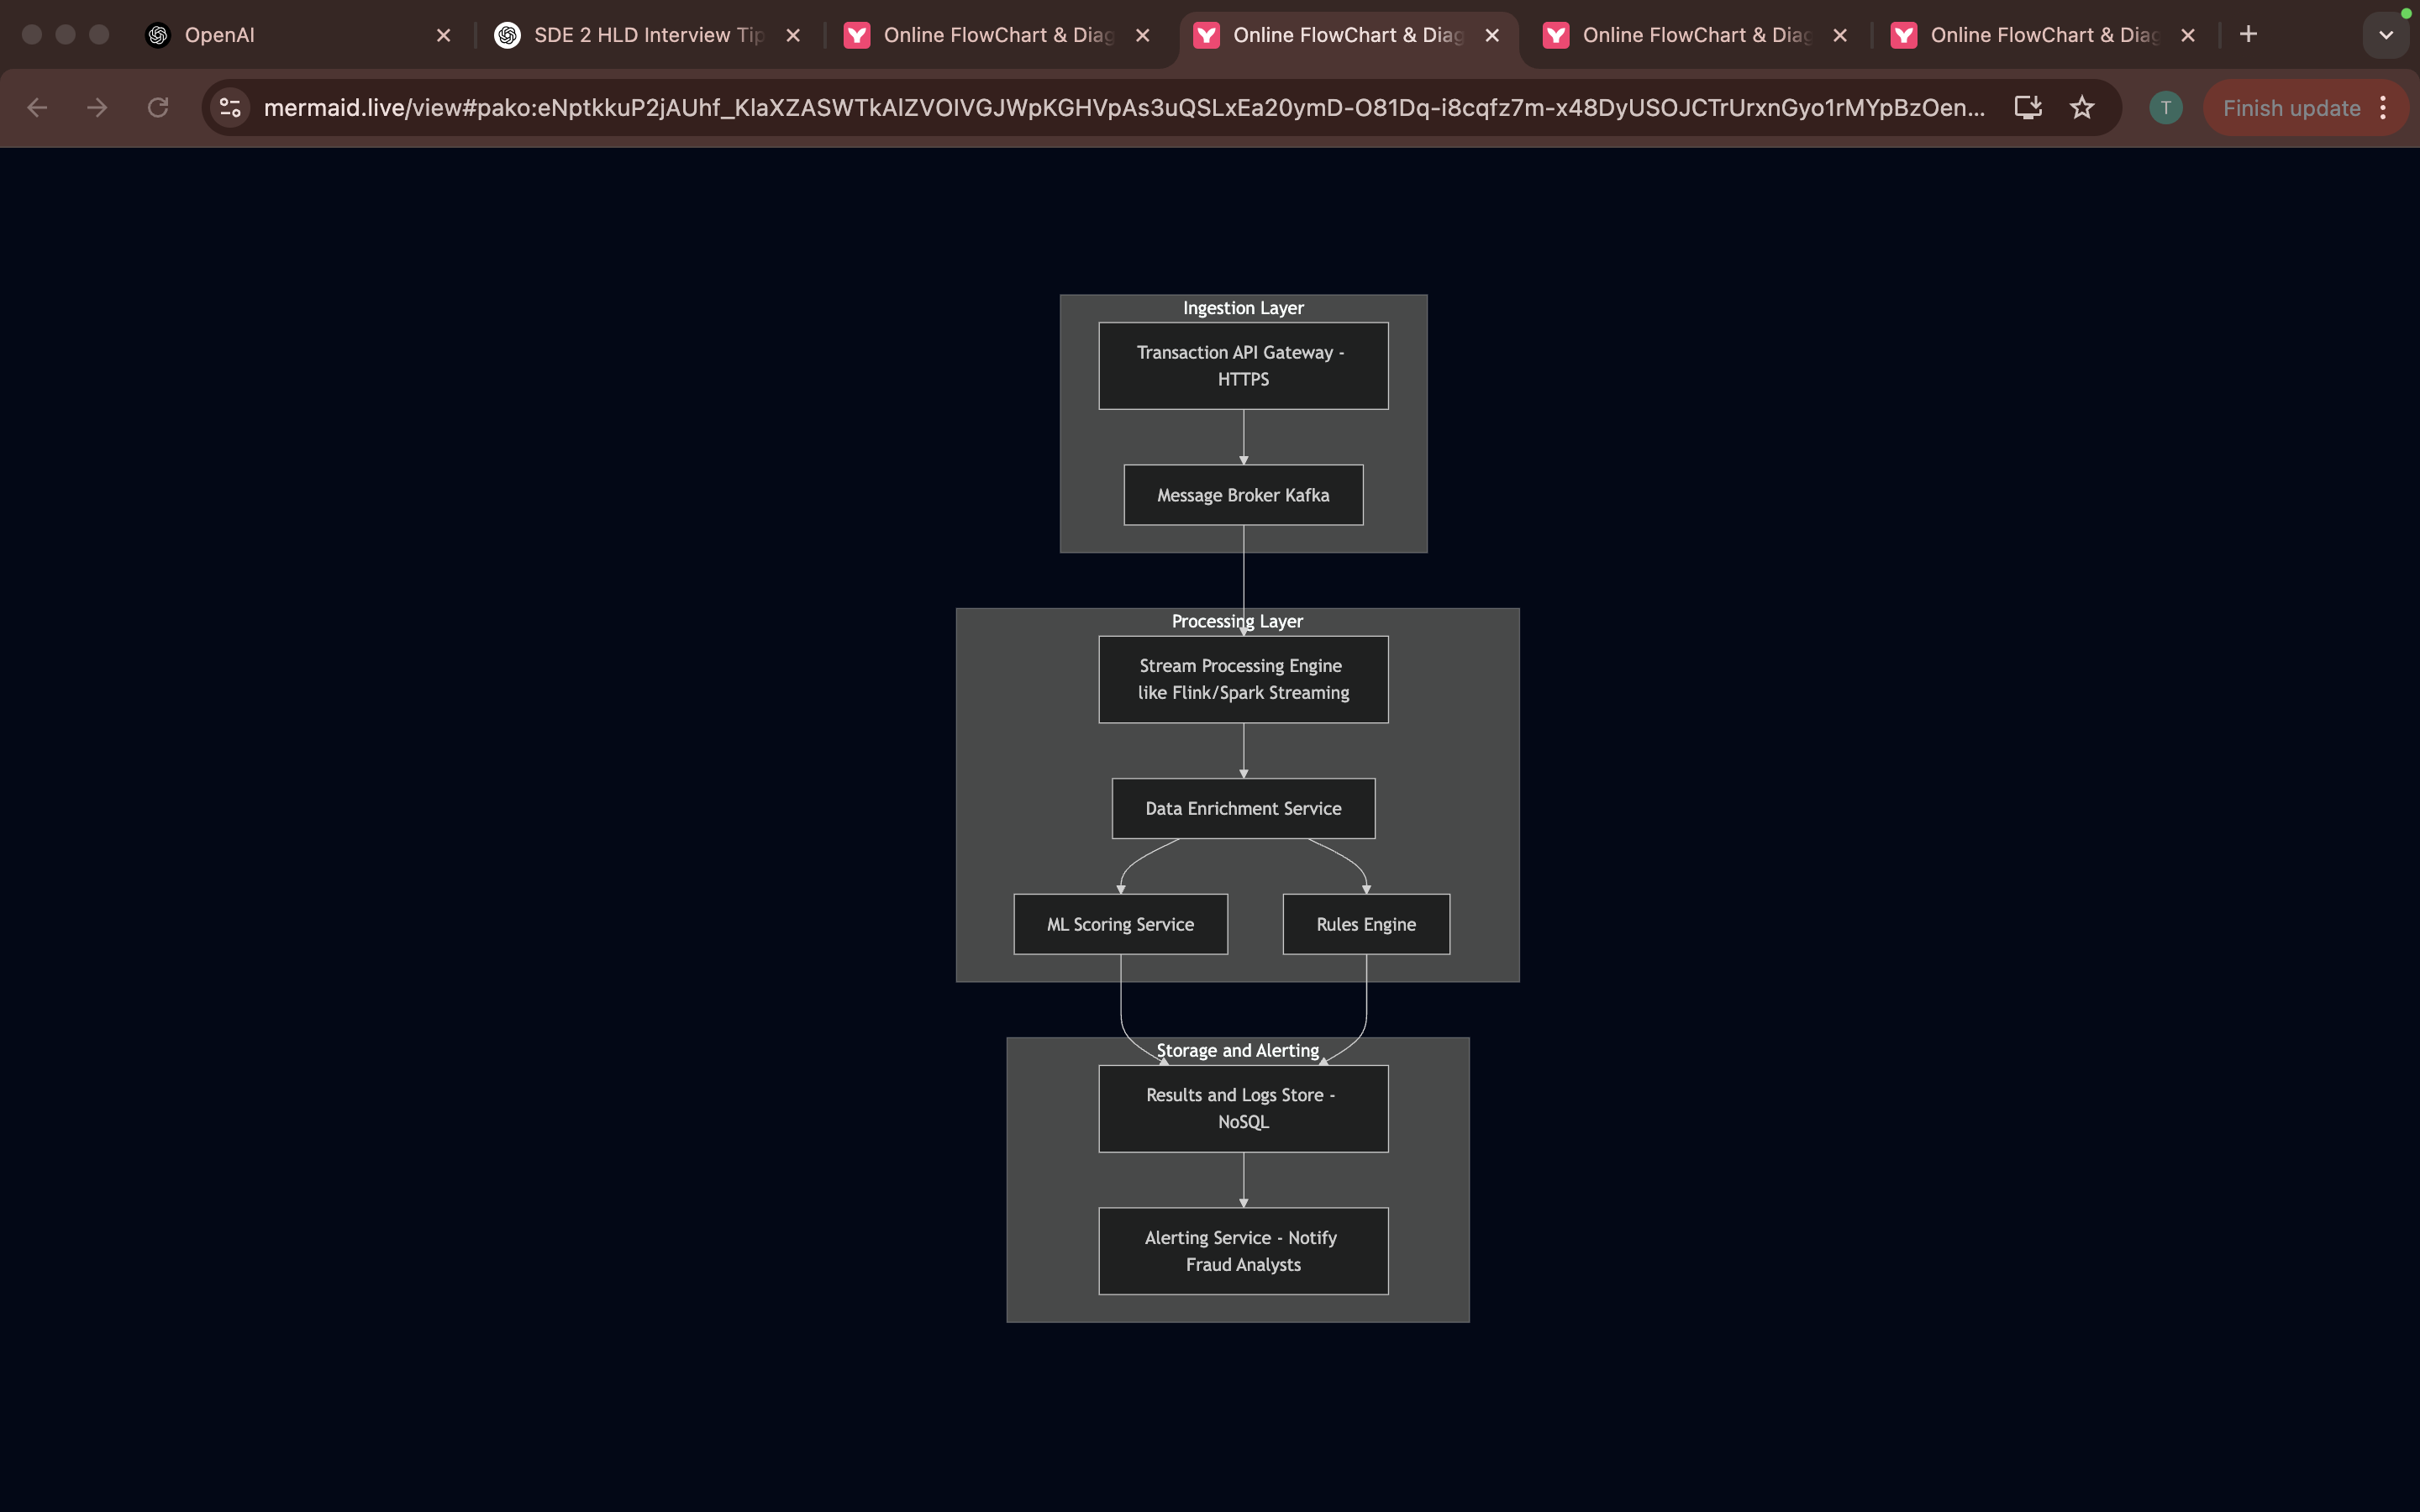 OpenAI
SDE 2 HLD Interview Tip
Online FlowChart & Diag
Online FlowChart & Diag
Online FlowChart & Diag
Online FlowChart & Diag
mermaid.live/view#pako:eNptkkuP2jAUhf_KlaXZASWTkAlZVOIVGJWpKGHVpAs3uQSLxEa20ymD-O81Dq-i8cqfz7m-x48DyUSOJCTrUrxnGyo1rMYpBzOen...
T
Finish update
Ingestion Layer
Transaction API Gateway -
HTTPS
Message Broker Kafka
Processing Layer
Stream Processing Engine
like Flink/Spark Streaming
Data Enrichment Service
ML Scoring Service
Rules Engine
Storage and Alerting
Results and Logs Store -
NoSQL
Alerting Service - Notify
Fraud Analysts